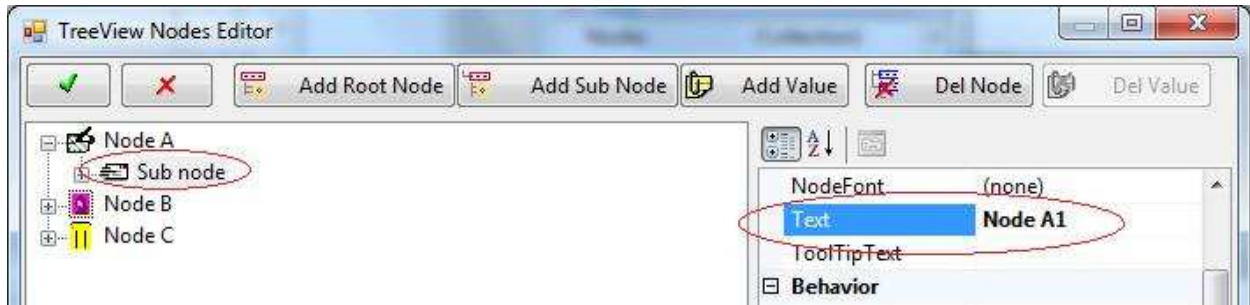 TreeView Nodes Editor
Add Root Node Add Sub Node Add Value Del Node Del Value
Node A
Sub node
Node B
Node C
NodeFont (none)
Text Node A1
ToolTipText
Behavior